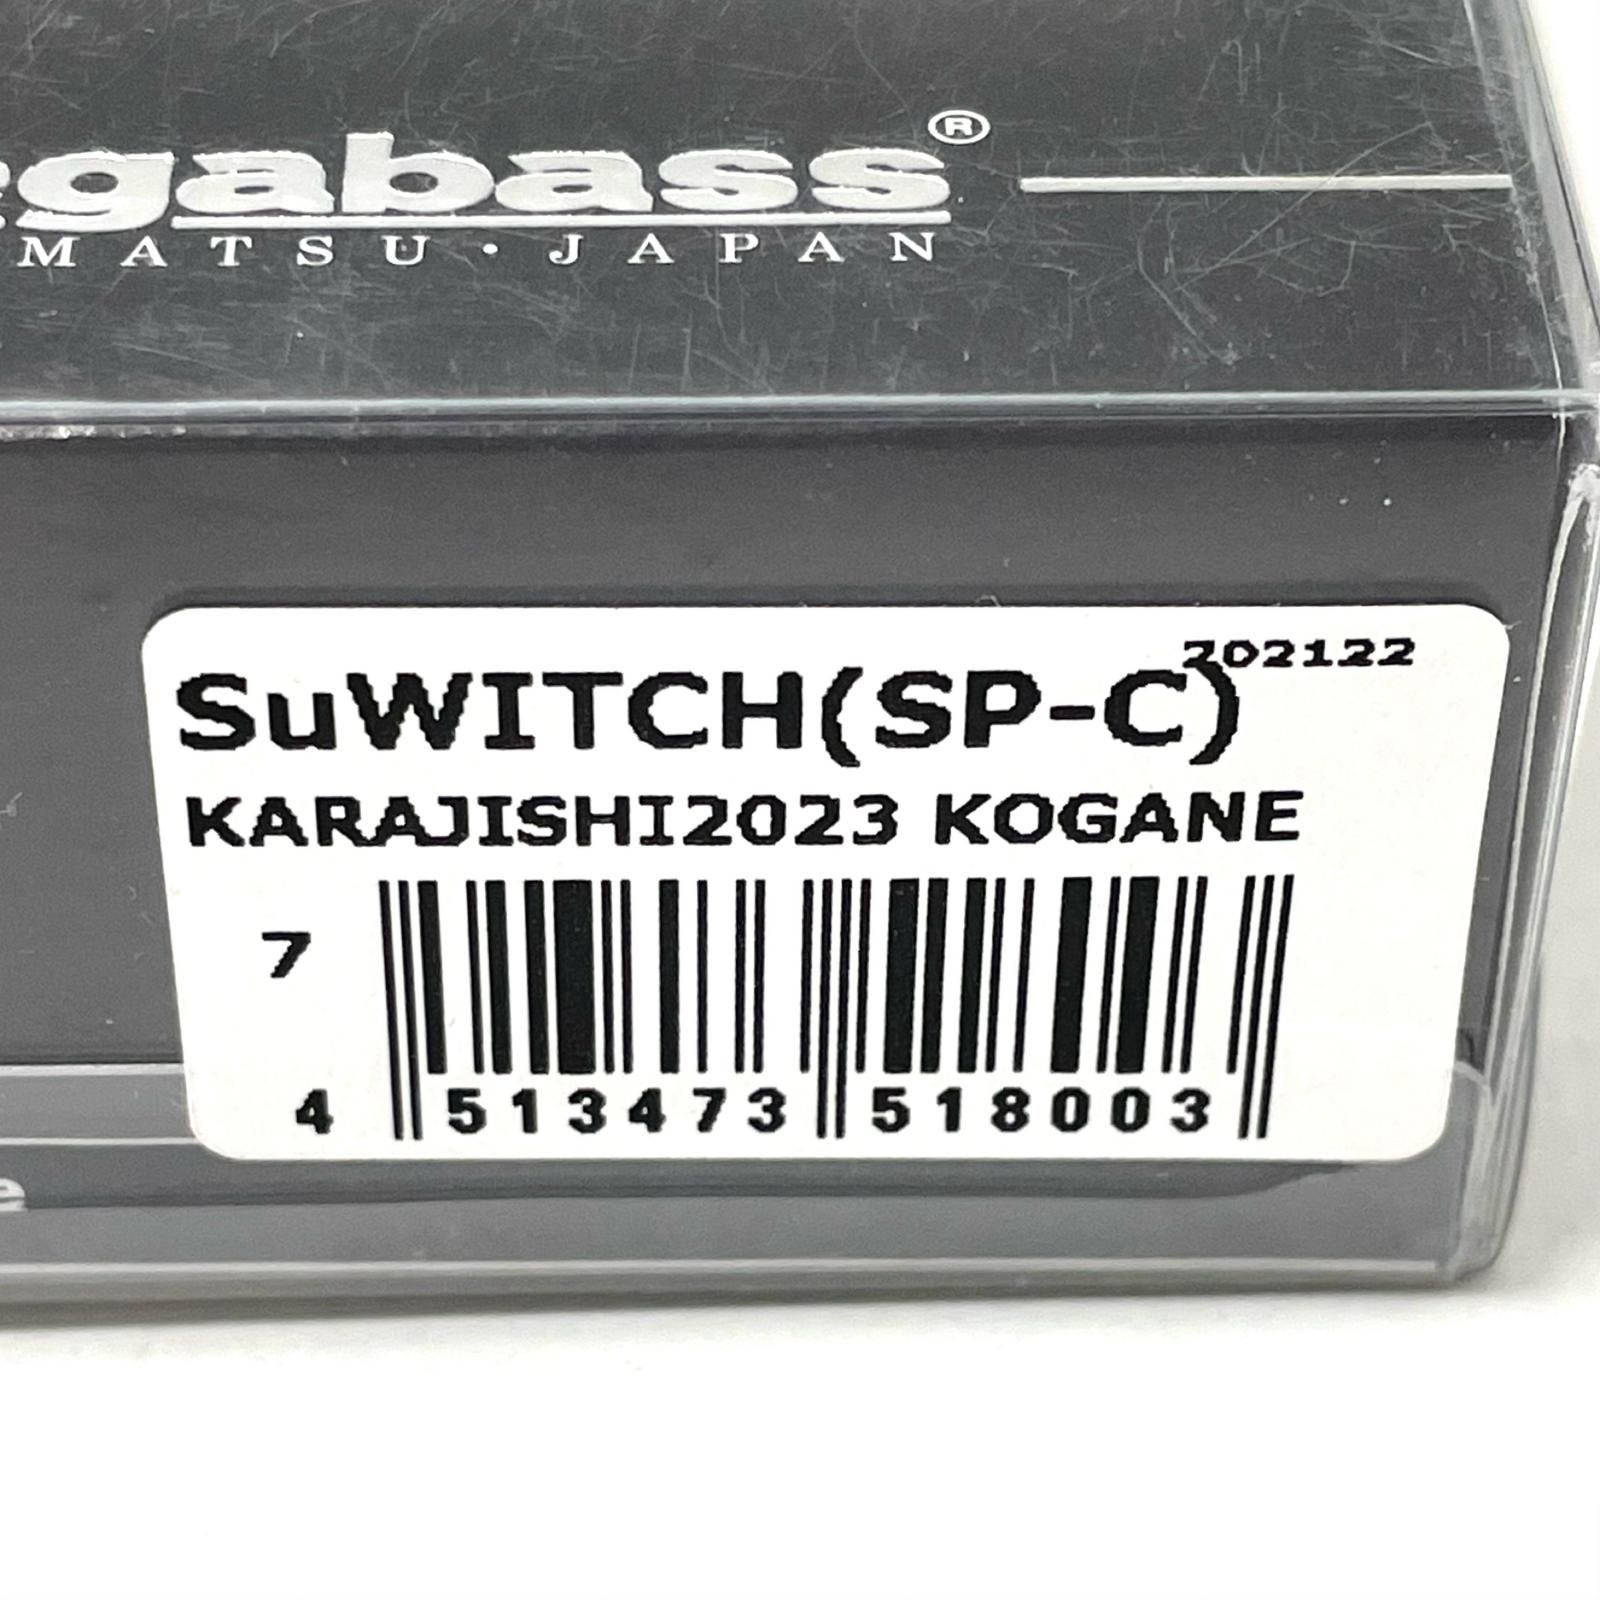 egabass®
MATSU·JAPAN
202122
SuWITCH(SP-C)
KARAJISHI2023 KOGANE
7
4 513473 518003
e